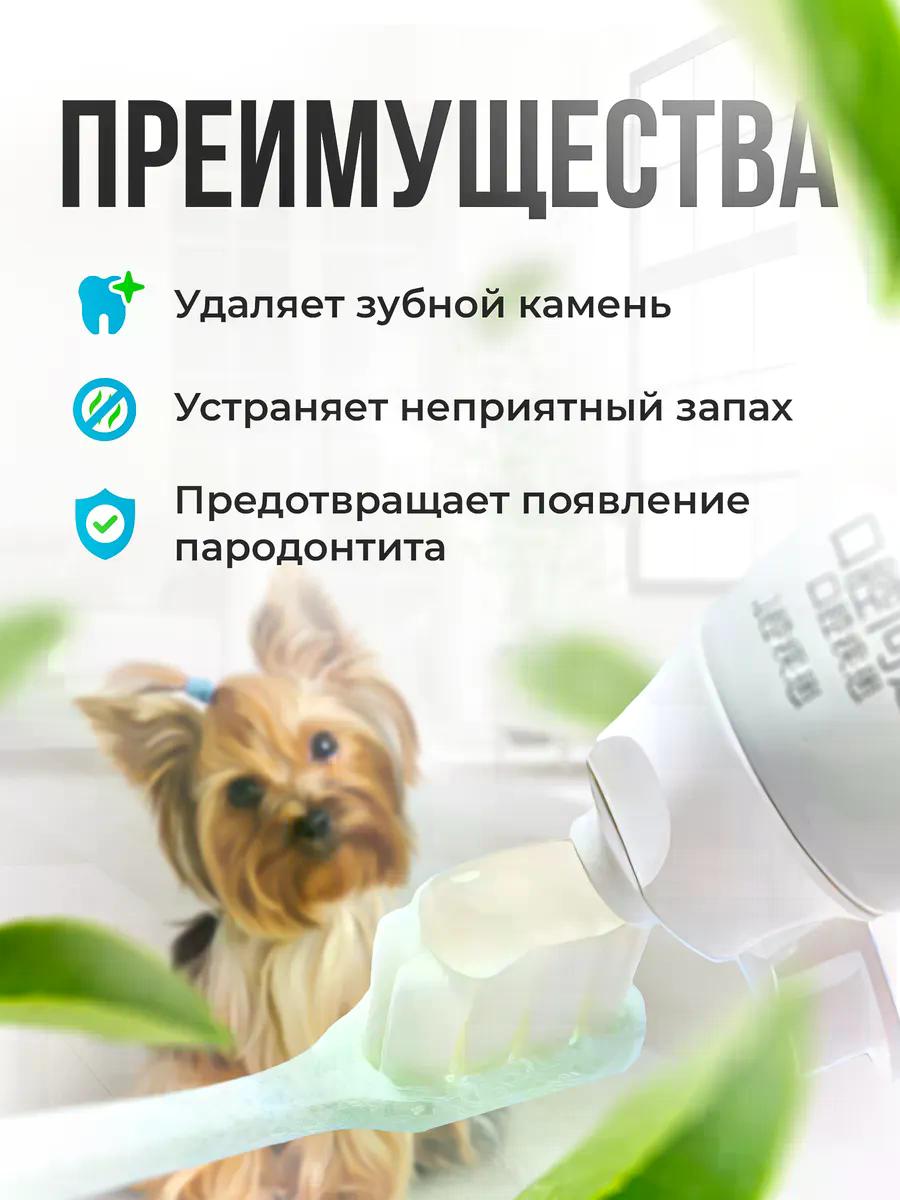 ПРЕИМУЩЕСТВА
Удаляет зубной камень
Устраняет неприятный запах
Предотвращает появление
пародонтита